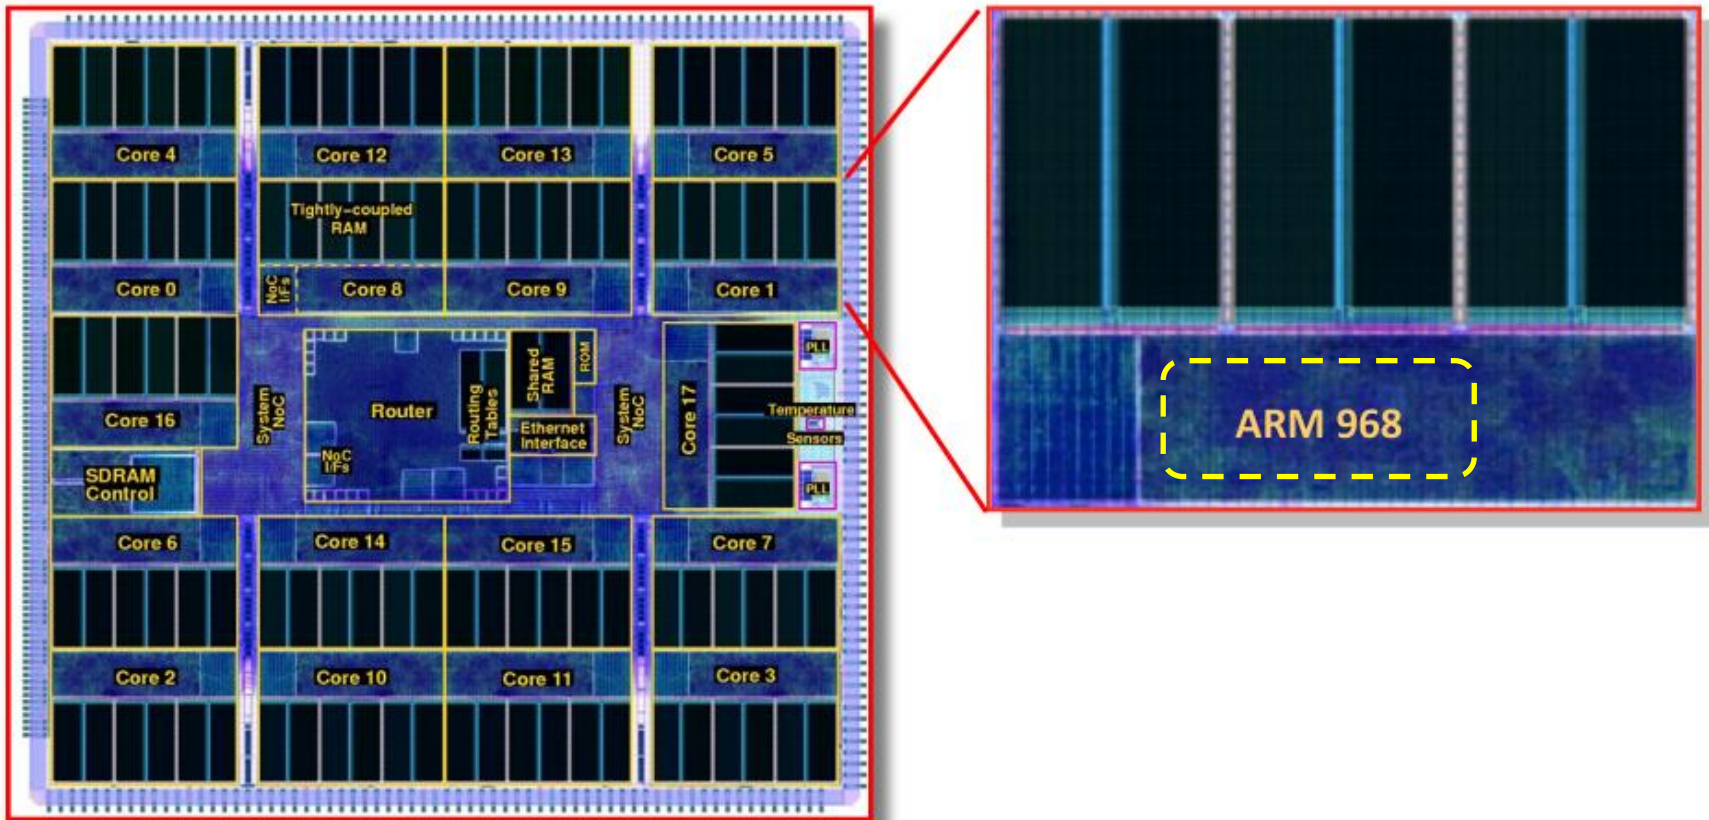 Core 4
Core 12
Core 13
Core 5
Tightly-coupled
RAM
Core 0
NoC
I/Fs
Core 8
Core 9
Core 1
Core 16
System
NoC
Router
Routing
Tables
NoC
I/Fs
Shared
RAM
ROM
Ethernet
Interface
System
NoC
Core 17
PLL
Temperature
Sensors
PLL
SDRAM
Control
Core 6
Core 14
Core 15
Core 7
Core 2
Core 10
Core 11
Core 3
ARM 968